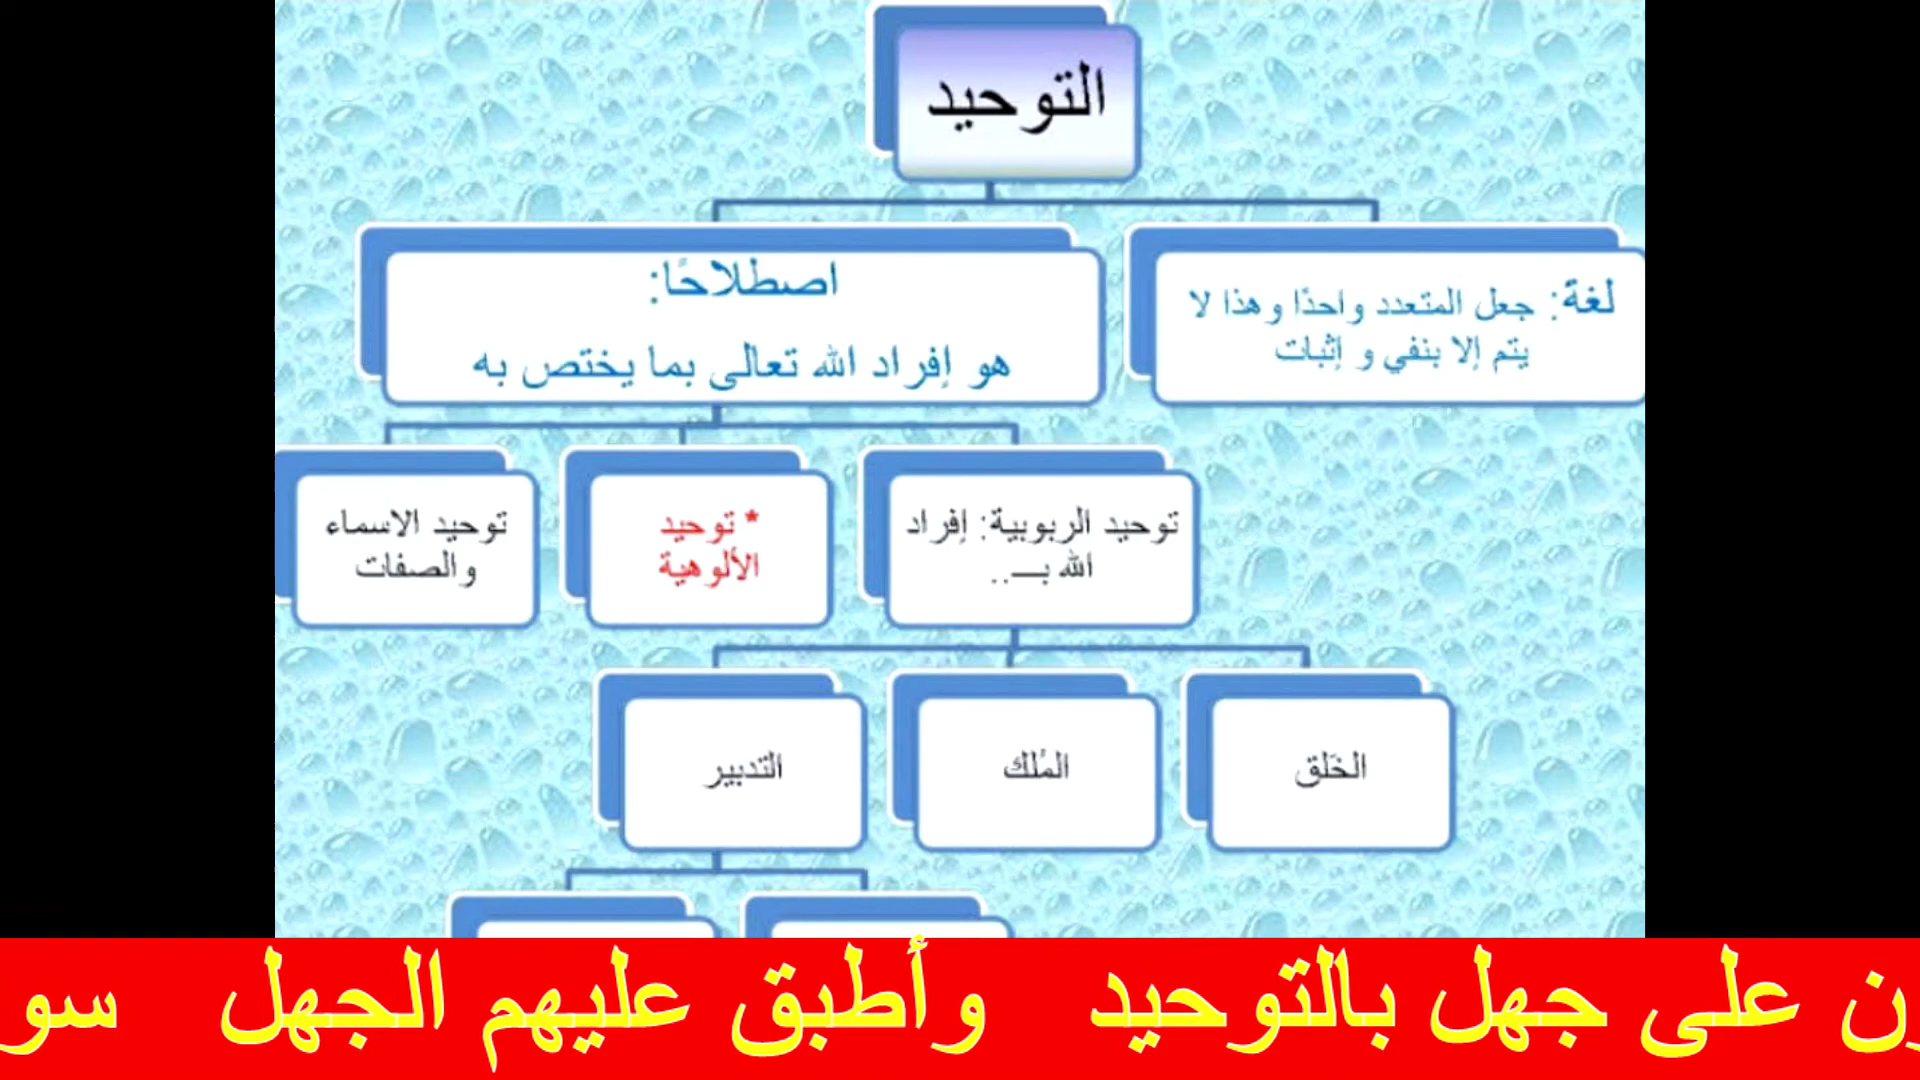 التوحيد
لغة: جعل المتعدد واحدًا وهذا لا
يتم إلا بنفي و إثبات
اصطلاحًا:
هو إفراد الله تعالى بما يختص به
توحيد الربوبية: إفراد
الله بـــ..
* توحيد
الألوهية
توحيد الاسماء
والصفات
الخَلق
المُلك
التدبير
ون على جهل بالتوحيد وأطبق عليهم الجهل سو